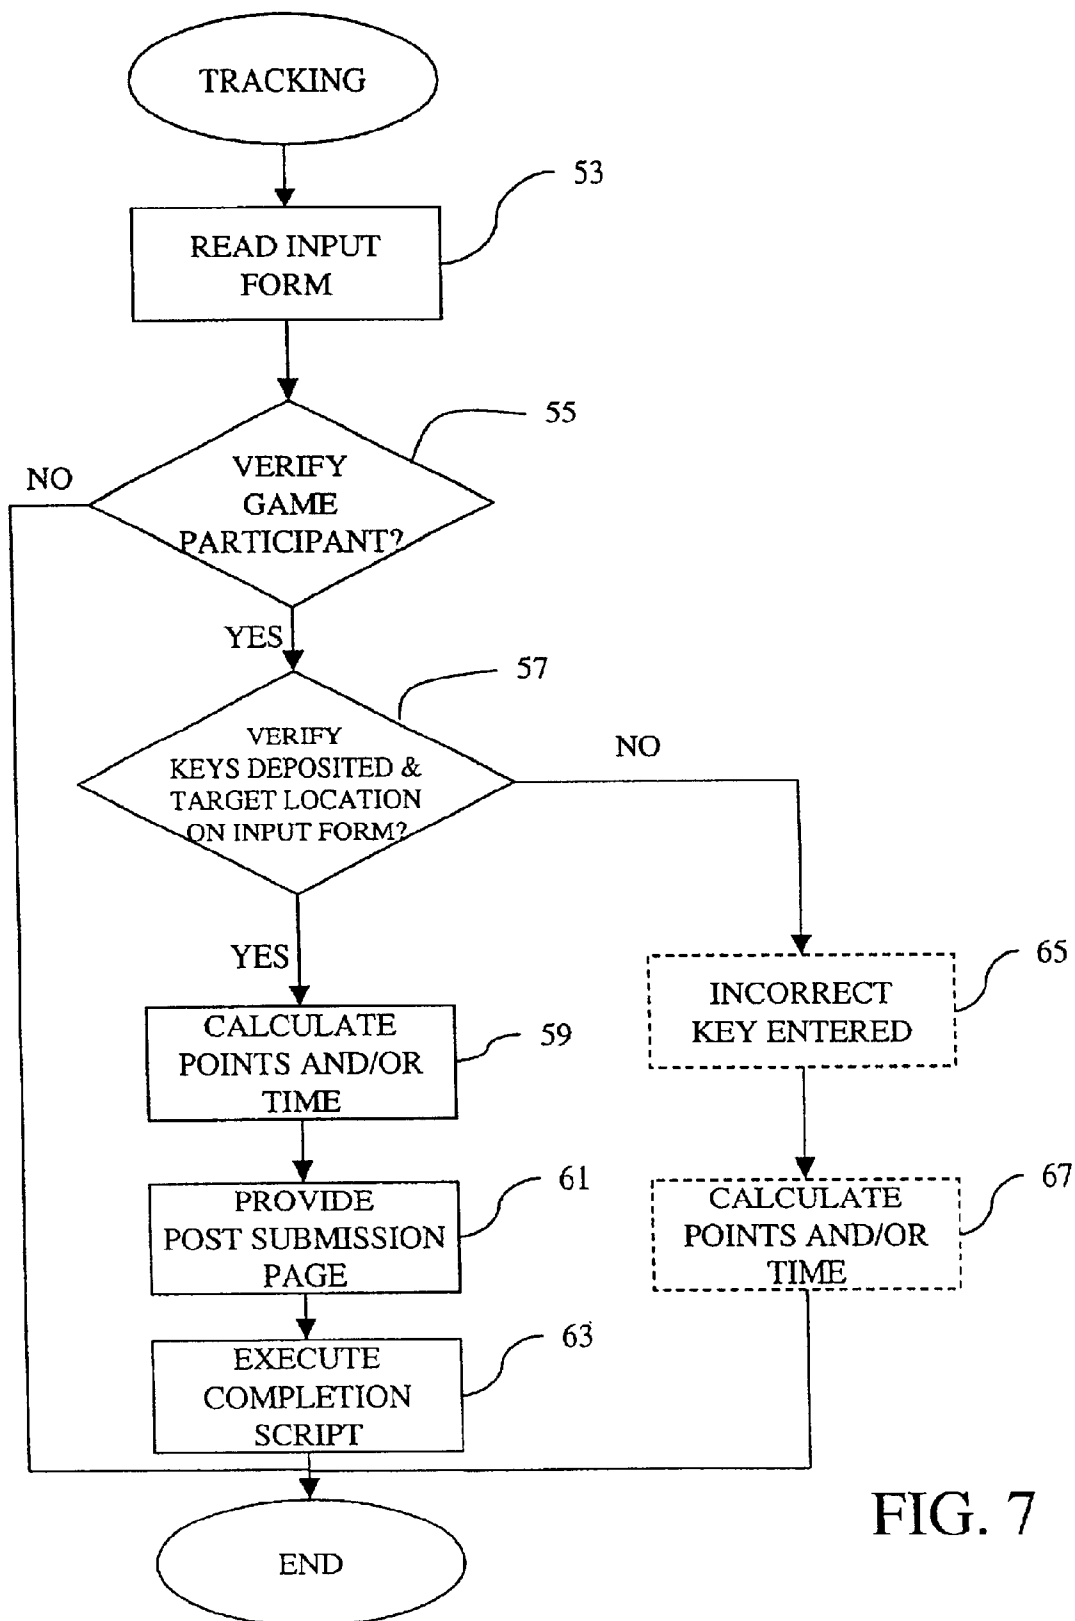 TRACKING
53
READ INPUT
FORM
55
NO
VERIFY
GAME
PARTICIPANT?
YES
57
VERIFY
KEYS DEPOSITED &
TARGET LOCATION
ON INPUT FORM?
NO
YES
65
INCORRECT
KEY ENTERED
CALCULATE
POINTS AND/OR
TIME
59
61
PROVIDE
POST SUBMISSION
PAGE
67
CALCULATE
POINTS AND/OR
TIME
63
EXECUTE
COMPLETION
SCRIPT
FIG. 7
END